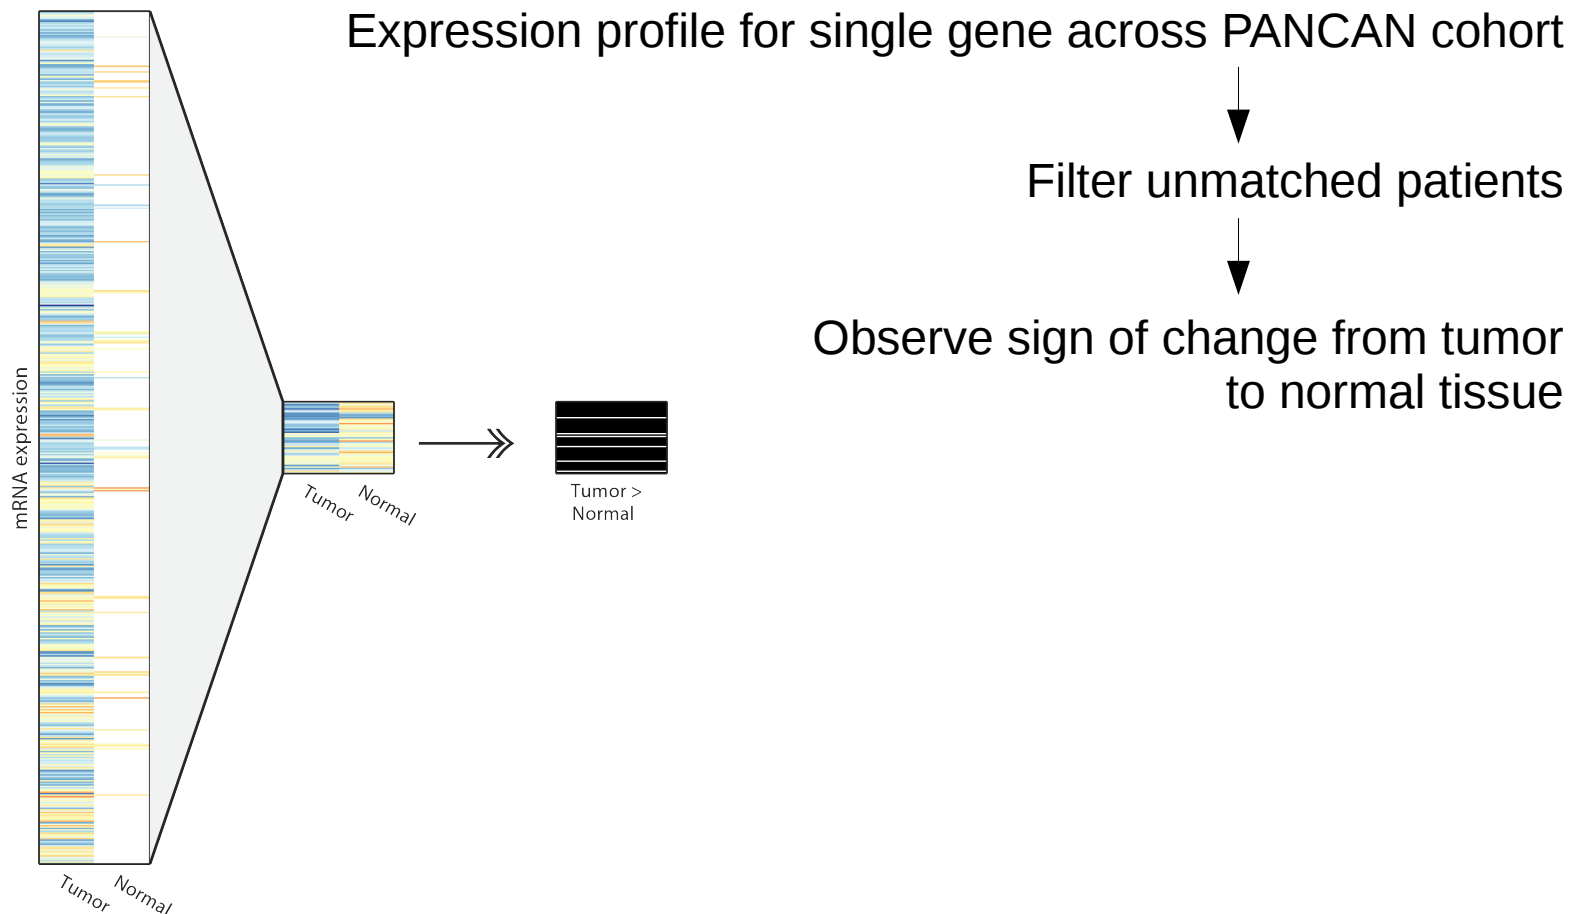 Expression profile for single gene across PANCAN cohort
Filter unmatched patients
Observe sign of change from tumor
to normal tissue
mRNA expression
Tumor
Normal
Tumor
Normal
Tumor >
Normal